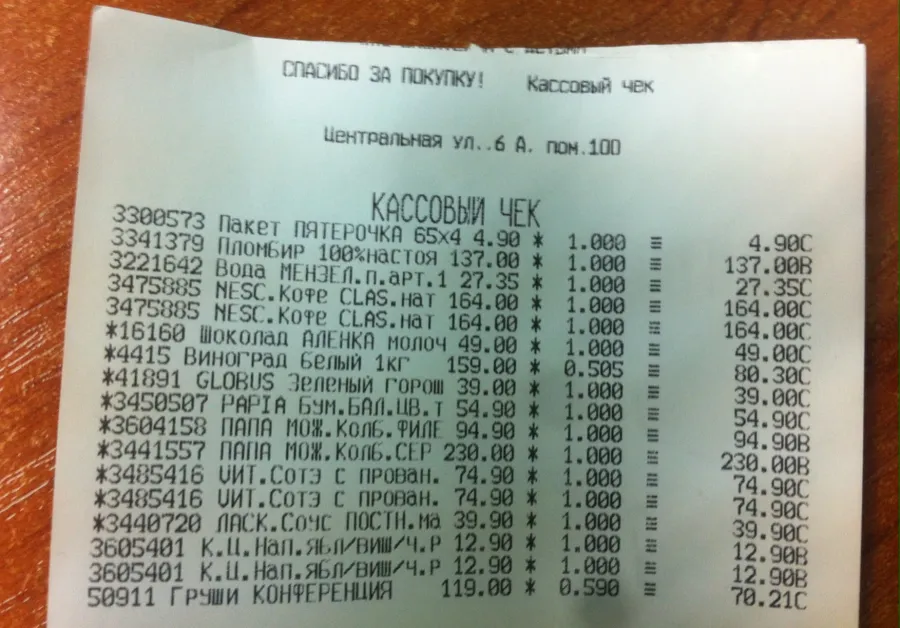 СПАСИБО ЗА ПОКУПКУ! Кассовый чек
Центральная ул..6 А. пом.100
КАССОВЫЙ ЧЕК
3300573 Пакет ПЯТЕРОЧКА 65х4 4.90 * 1.000 = 4.90С
3341379 Пломбир 100%настоя 137.00 * 1.000 = 137.00В
3221642 Вода МЕНЗЕЛ.п.арт.1 27.35 * 1.000 = 27.35С
3475885 NESC.Кофе CLAS.нат 164.00 * 1.000 = 164.00С
3475885 NESC.Кофе CLAS.нат 164.00 * 1.000 = 164.00С
*16160 Шоколад АЛЕНКА молоч 49.00 * 1.000 = 49.00С
*4415 Виноград белый 1кг 159.00 * 0.505 = 80.30С
*41891 GLOBUS Зеленый горош 39.00 * 1.000 = 39.00С
*3450507 PAPIA Бум.БАЛ.ЦВ.Т 54.90 * 1.000 = 54.90С
*3604158 ПАПА МОЖ.Колб.ФИЛЕ 94.90 * 1.000 = 94.90В
*3441557 ПАПА МОЖ.Колб.СЕР 230.00 * 1.000 = 230.00В
*3485416 УИТ.Сотэ с прован. 74.90 * 1.000 = 74.90С
*3485416 УИТ.Сотэ с прован. 74.90 * 1.000 = 74.90С
*3440720 ЛАСК.Соус ПОСТН.ма 39.90 * 1.000 = 39.90С
3605401 К.Ц.Нап.ЯБЛ/ВИШ/Ч.Р 12.90 * 1.000 = 12.90В
3605401 К.Ц.Нап.ЯБЛ/ВИШ/Ч.Р 12.90 * 1.000 = 12.90В
50911 Груши КОНФЕРЕНЦИЯ 119.00 * 0.590 = 70.21С